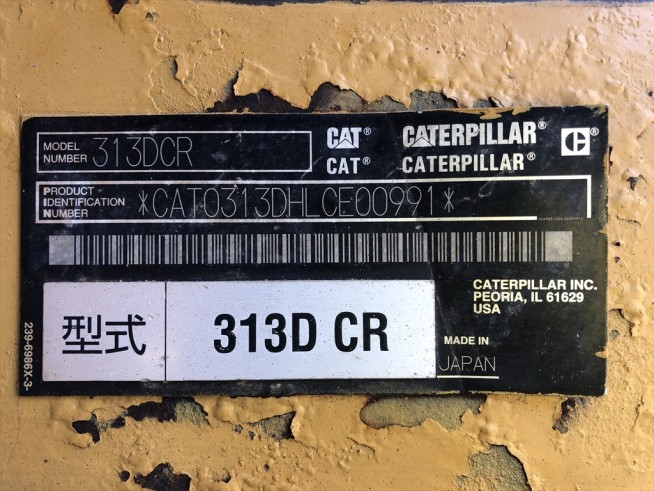 MODEL NUMBER 313DCR
CAT® CATERPILLAR® C®
CAT® CATERPILLAR®
PRODUCT IDENTIFICATION NUMBER *CAT0313DHLCE00991*
CATERPILLAR INC.
PEORIA, IL 61629
USA
型式 313D CR
MADE IN
JAPAN
239-6986X-3-